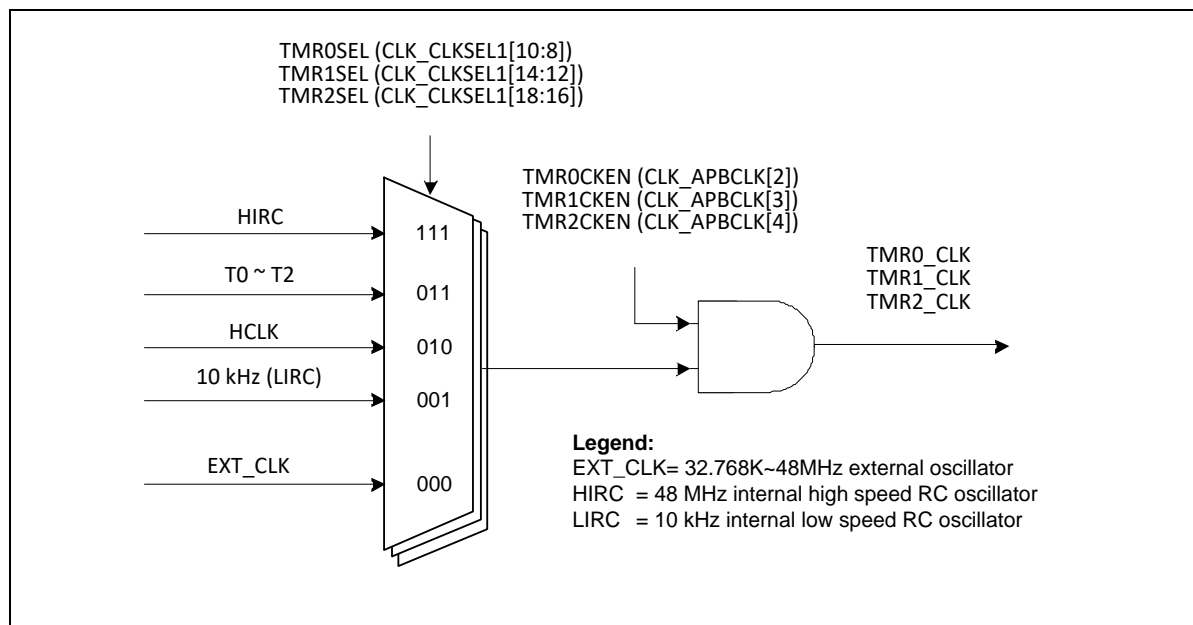 TMR0SEL (CLK_CLKSEL1[10:8])
TMR1SEL (CLK_CLKSEL1[14:12])
TMR2SEL (CLK_CLKSEL1[18:16])
TMR0CKEN (CLK_APBCLK[2])
TMR1CKEN (CLK_APBCLK[3])
TMR2CKEN (CLK_APBCLK[4])
HIRC
111
T0 ~ T2
011
HCLK
010
10 kHz (LIRC)
001
EXT_CLK
000
TMR0_CLK
TMR1_CLK
TMR2_CLK
Legend:
EXT_CLK= 32.768K~48MHz external oscillator
HIRC = 48 MHz internal high speed RC oscillator
LIRC = 10 kHz internal low speed RC oscillator